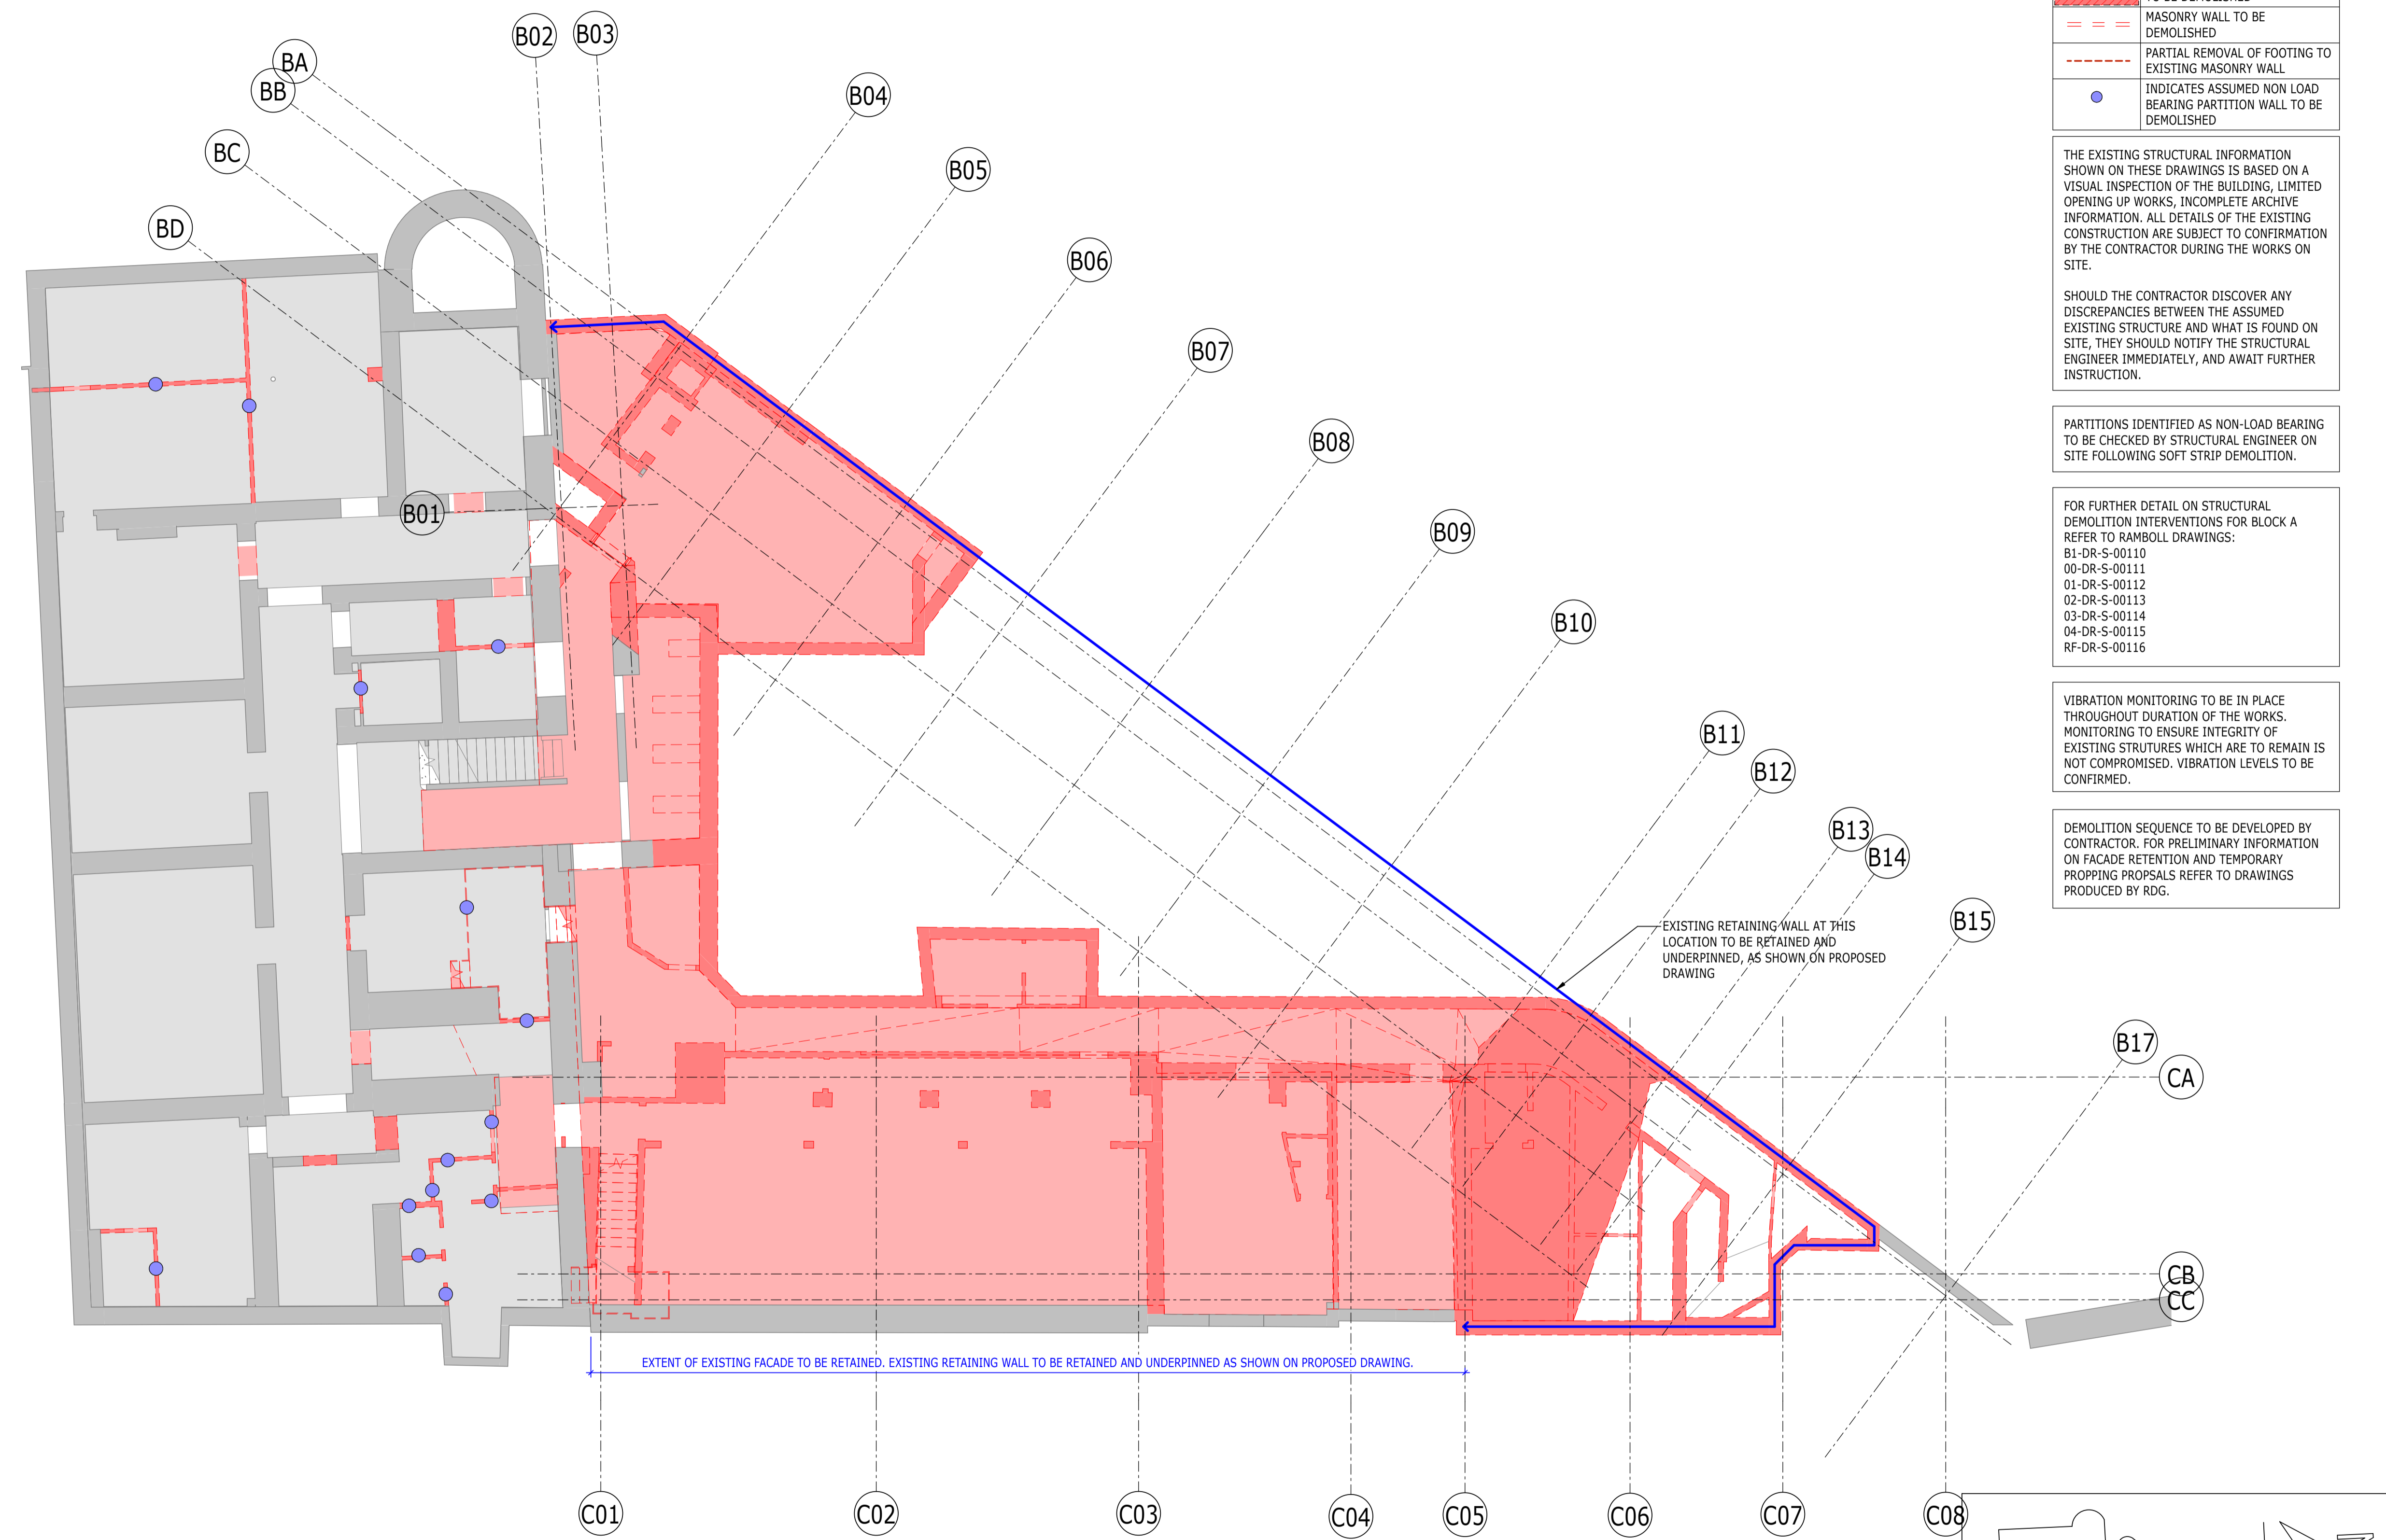 B02
B03
BA
BB
B04
BC
B05
BD
B06
B07
B08
B01
B09
B10
B11
B12
B13
B14
B15
B17
CA
CB
CC
C01
C02
C03
C04
C05
C06
C07
C08
EXISTING RETAINING WALL AT THIS
LOCATION TO BE RETAINED AND
UNDERPINNED, AS SHOWN ON PROPOSED
DRAWING
EXTENT OF EXISTING FACADE TO BE RETAINED. EXISTING RETAINING WALL TO BE RETAINED AND UNDERPINNED AS SHOWN ON PROPOSED DRAWING.
TO BE DEMOLISHED
MASONRY WALL TO BE
DEMOLISHED
PARTIAL REMOVAL OF FOOTING TO
EXISTING MASONRY WALL
INDICATES ASSUMED NON LOAD
BEARING PARTITION WALL TO BE
DEMOLISHED
THE EXISTING STRUCTURAL INFORMATION
SHOWN ON THESE DRAWINGS IS BASED ON A
VISUAL INSPECTION OF THE BUILDING, LIMITED
OPENING UP WORKS, INCOMPLETE ARCHIVE
INFORMATION. ALL DETAILS OF THE EXISTING
CONSTRUCTION ARE SUBJECT TO CONFIRMATION
BY THE CONTRACTOR DURING THE WORKS ON
SITE.
SHOULD THE CONTRACTOR DISCOVER ANY
DISCREPANCIES BETWEEN THE ASSUMED
EXISTING STRUCTURE AND WHAT IS FOUND ON
SITE, THEY SHOULD NOTIFY THE STRUCTURAL
ENGINEER IMMEDIATELY, AND AWAIT FURTHER
INSTRUCTION.
PARTITIONS IDENTIFIED AS NON-LOAD BEARING
TO BE CHECKED BY STRUCTURAL ENGINEER ON
SITE FOLLOWING SOFT STRIP DEMOLITION.
FOR FURTHER DETAIL ON STRUCTURAL
DEMOLITION INTERVENTIONS FOR BLOCK A
REFER TO RAMBOLL DRAWINGS:
B1-DR-S-00110
00-DR-S-00111
01-DR-S-00112
02-DR-S-00113
03-DR-S-00114
04-DR-S-00115
RF-DR-S-00116
VIBRATION MONITORING TO BE IN PLACE
THROUGHOUT DURATION OF THE WORKS.
MONITORING TO ENSURE INTEGRITY OF
EXISTING STRUTURES WHICH ARE TO REMAIN IS
NOT COMPROMISED. VIBRATION LEVELS TO BE
CONFIRMED.
DEMOLITION SEQUENCE TO BE DEVELOPED BY
CONTRACTOR. FOR PRELIMINARY INFORMATION
ON FACADE RETENTION AND TEMPORARY
PROPPING PROPSALS REFER TO DRAWINGS
PRODUCED BY RDG.